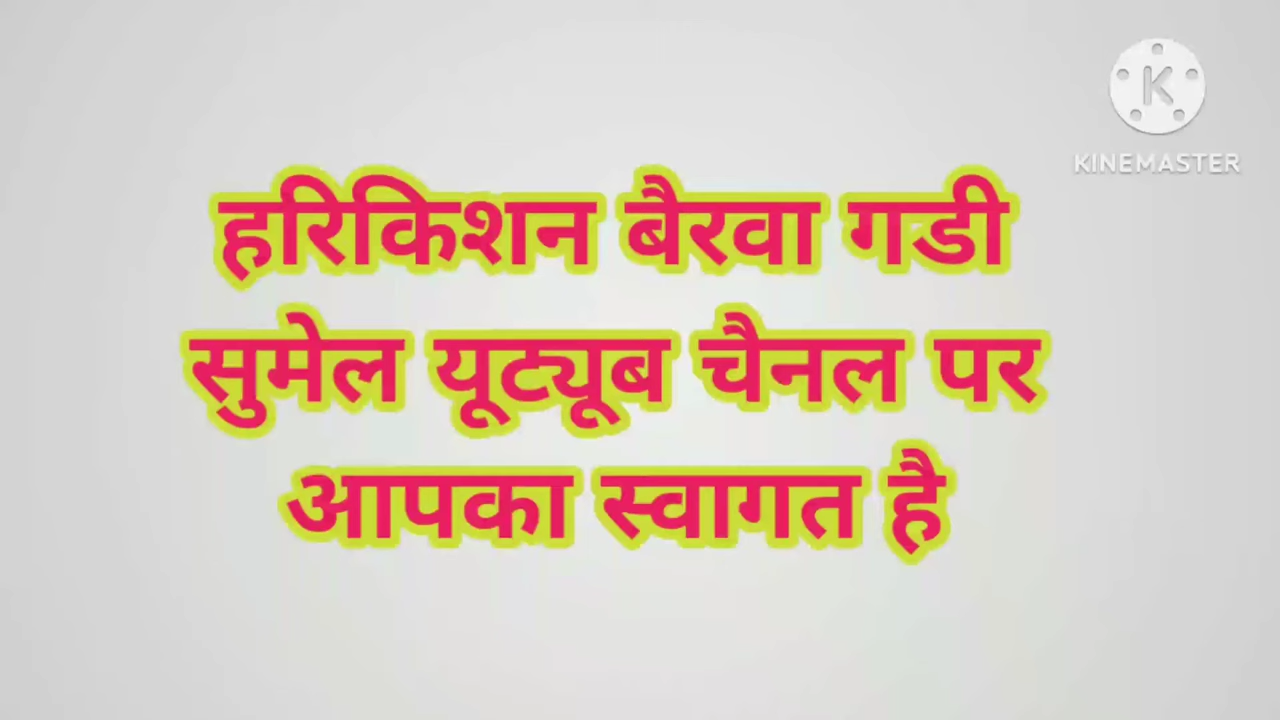 KINEMASTER
हरिकिशन बैरवा गडी
सुमेल यूट्यूब चैनल पर
आपका स्वागत है